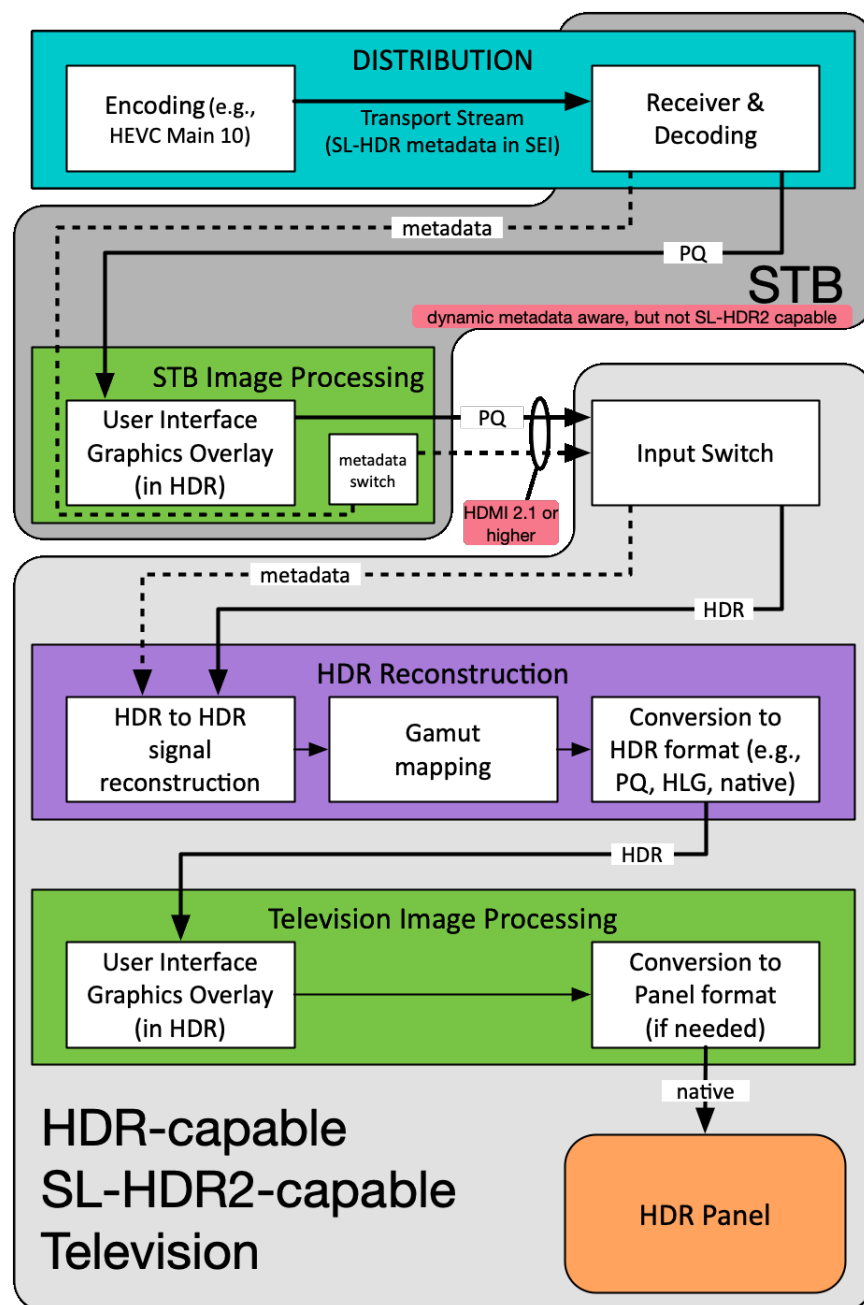 DISTRIBUTION
Encoding (e.g.,
HEVC Main 10)
Transport Stream
(SL-HDR metadata in SEI)
Receiver &
Decoding
metadata
PQ
STB
dynamic metadata aware, but not SL-HDR2 capable
STB Image Processing
User Interface
Graphics Overlay
(in HDR)
metadata
switch
PQ
HDMI 2.1 or
higher
Input Switch
metadata
HDR
HDR Reconstruction
HDR to HDR
signal
reconstruction
Gamut
mapping
Conversion to
HDR format (e.g.,
PQ, HLG, native)
HDR
Television Image Processing
User Interface
Graphics Overlay
(in HDR)
Conversion to
Panel format
(if needed)
native
HDR-capable
SL-HDR2-capable
Television
HDR Panel